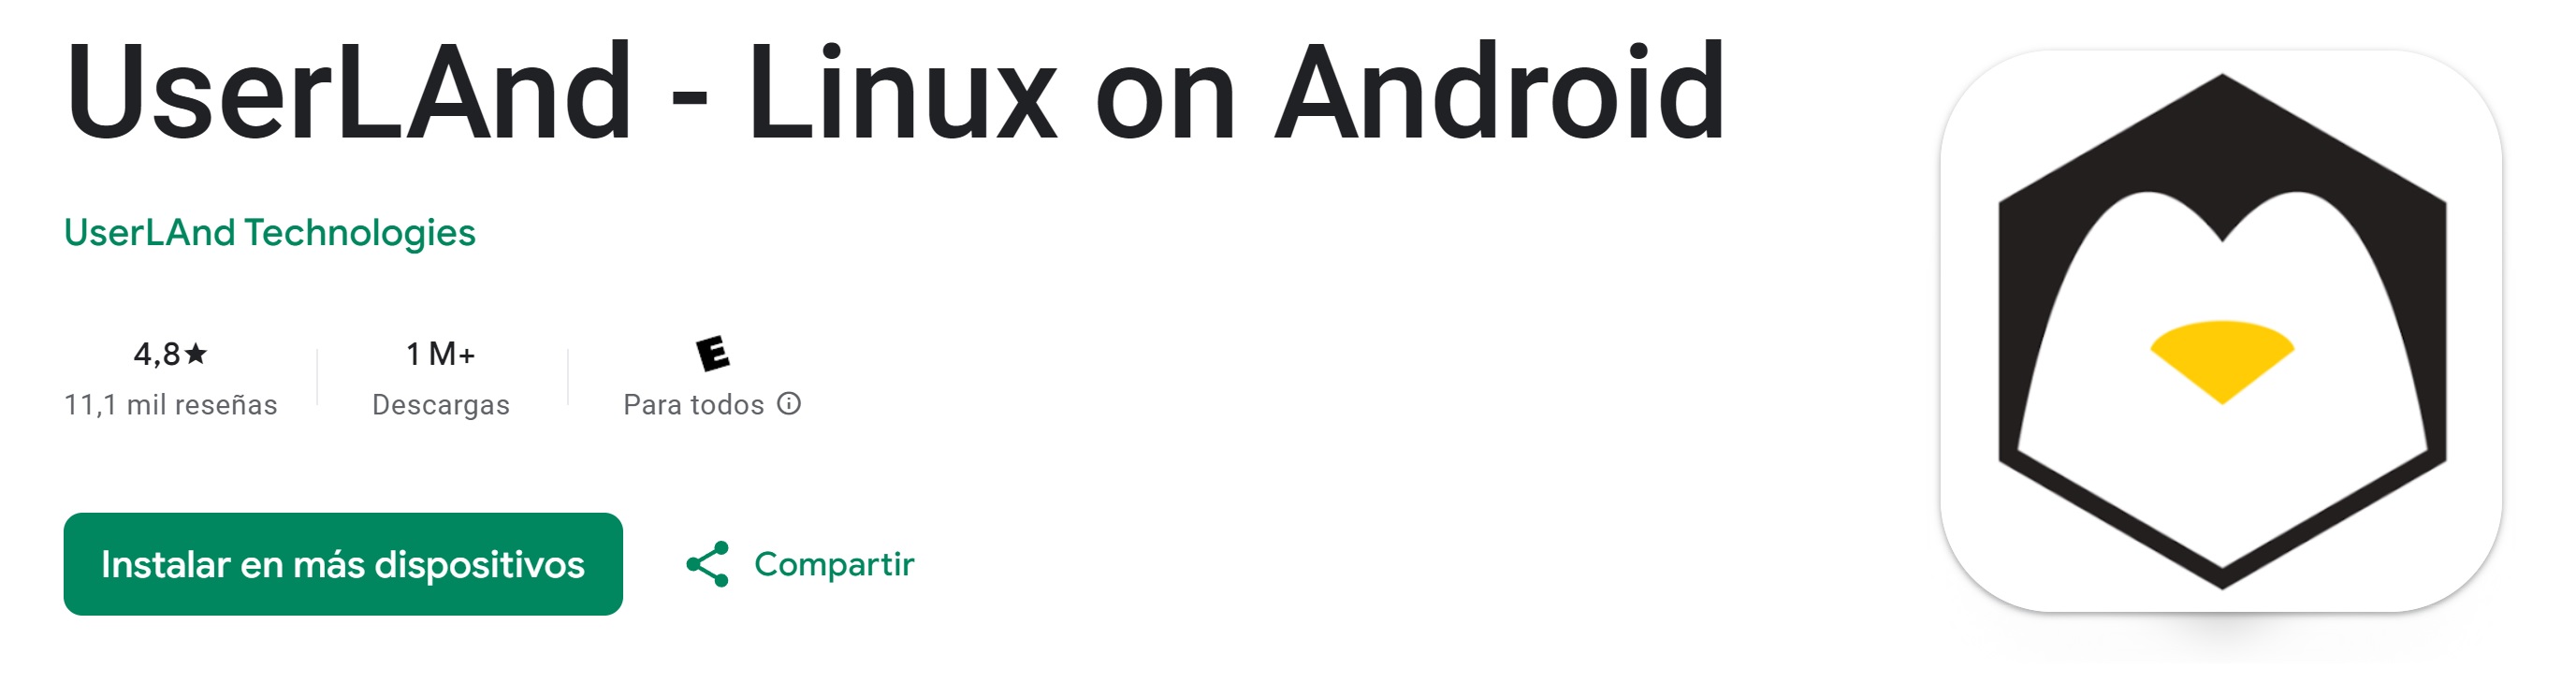 UserLAnd - Linux on Android
UserLAnd Technologies
4,8★
11,1 mil reseñas
1 M+
Descargas
E
Para todos
Instalar en más dispositivos
Compartir